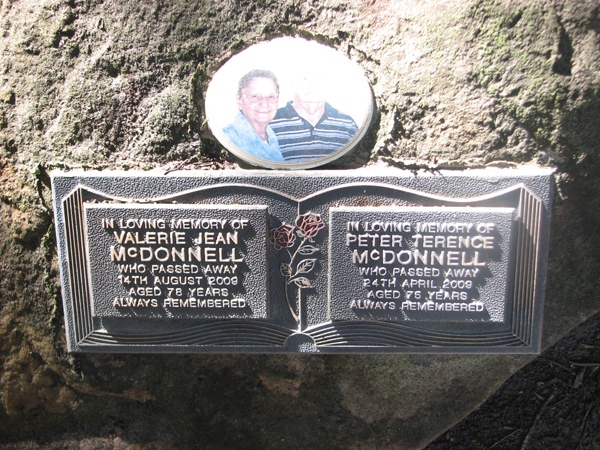 IN LOVING MEMORY OF
VALERIE JEAN
McDONNELL
WHO PASSED AWAY
14TH AUGUST 2009
AGED 78 YEARS
ALWAYS REMEMBERED
IN LOVING MEMORY OF
PETER TERENCE
McDONNELL
WHO PASSED AWAY
24TH APRIL 2009
AGED 75 YEARS
ALWAYS REMEMBERED